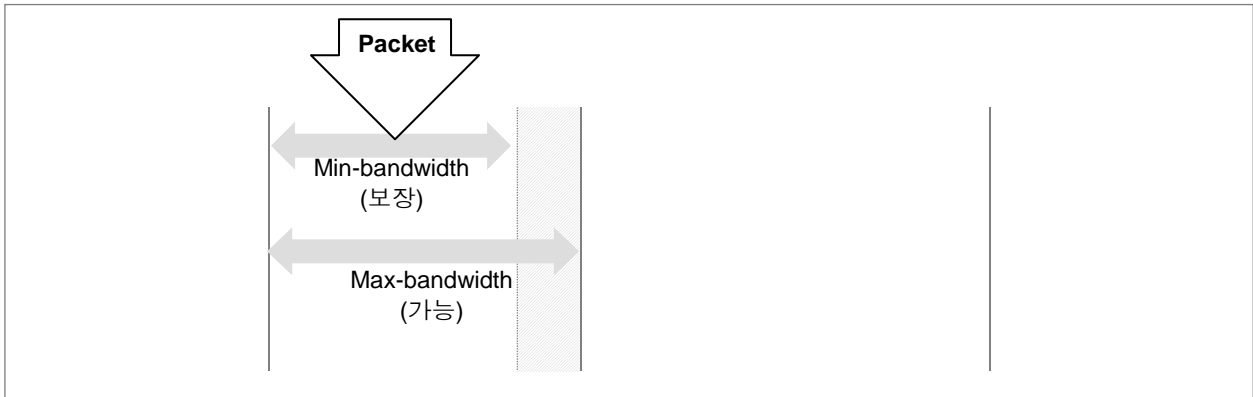 Packet
Min-bandwidth
(보장)
Max-bandwidth
(가능)